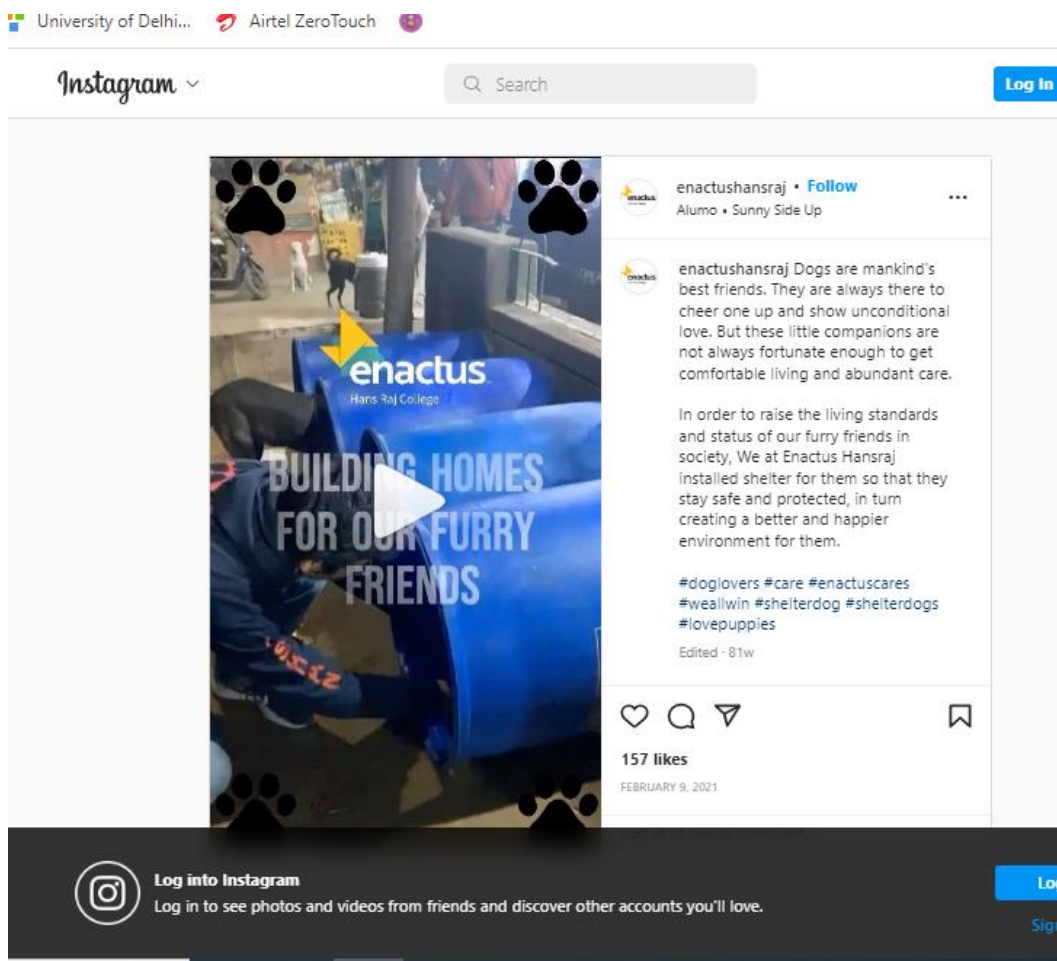 University of Delhi... Airtel ZeroTouch
Instagram
Search
Log In
enactushansraj • Follow
Alumo • Sunny Side Up
enactushansraj Dogs are mankind's
best friends. They are always there to
cheer one up and show unconditional
love. But these little companions are
not always fortunate enough to get
comfortable living and abundant care.
In order to raise the living standards
and status of our furry friends in
society, We at Enactus Hansraj
installed shelter for them so that they
stay safe and protected, in turn
creating a better and happier
environment for them.
#doglovers #care #enactuscares
#weallwin #shelterdog #shelterdogs
#lovepuppies
Edited · 81w
157 likes
FEBRUARY 9, 2021
enactus
Hans Raj College
BUILDING HOMES
FOR OUR FURRY
FRIENDS
Log into Instagram
Log in to see photos and videos from friends and discover other accounts you'll love.